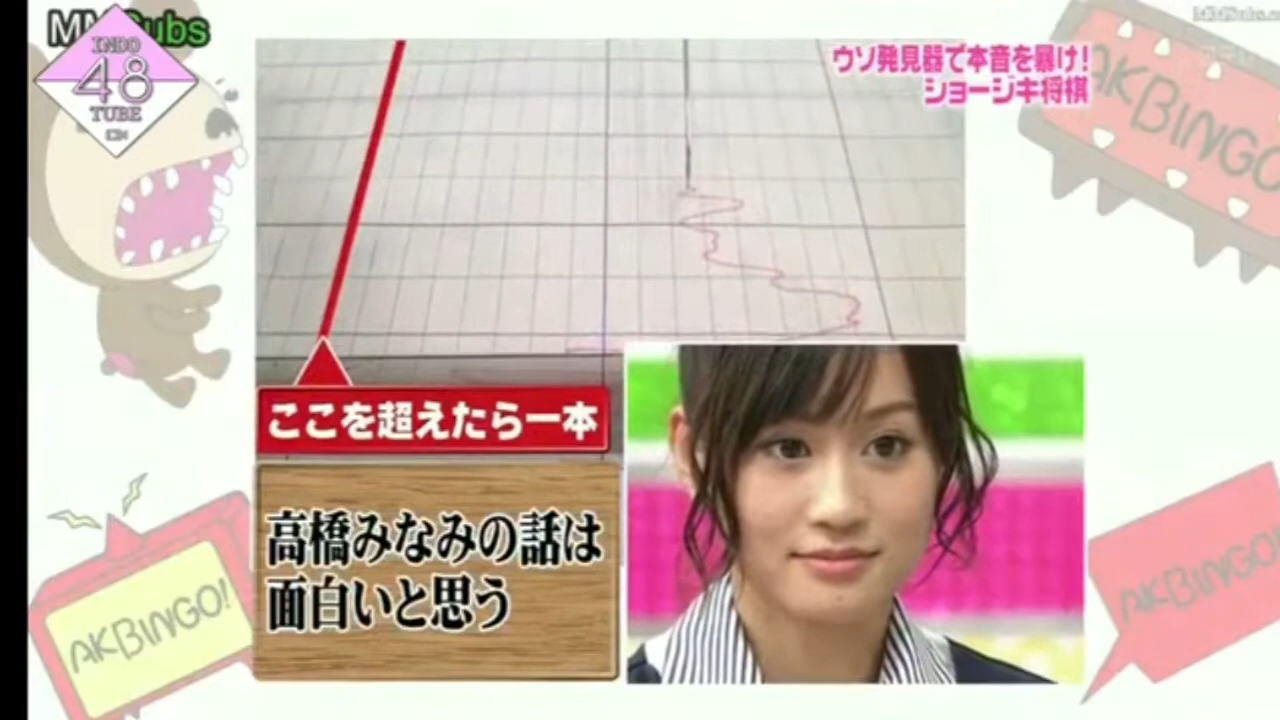 MMSubs
INDO
48
TUBE
MMSubs.co
ウソ発見器で本音を暴け!
ショージキ将棋
AKBINGO
ここを超えたら一本
高橋みなみの話は
面白いと思う
AKBINGO!
AKBINGO!